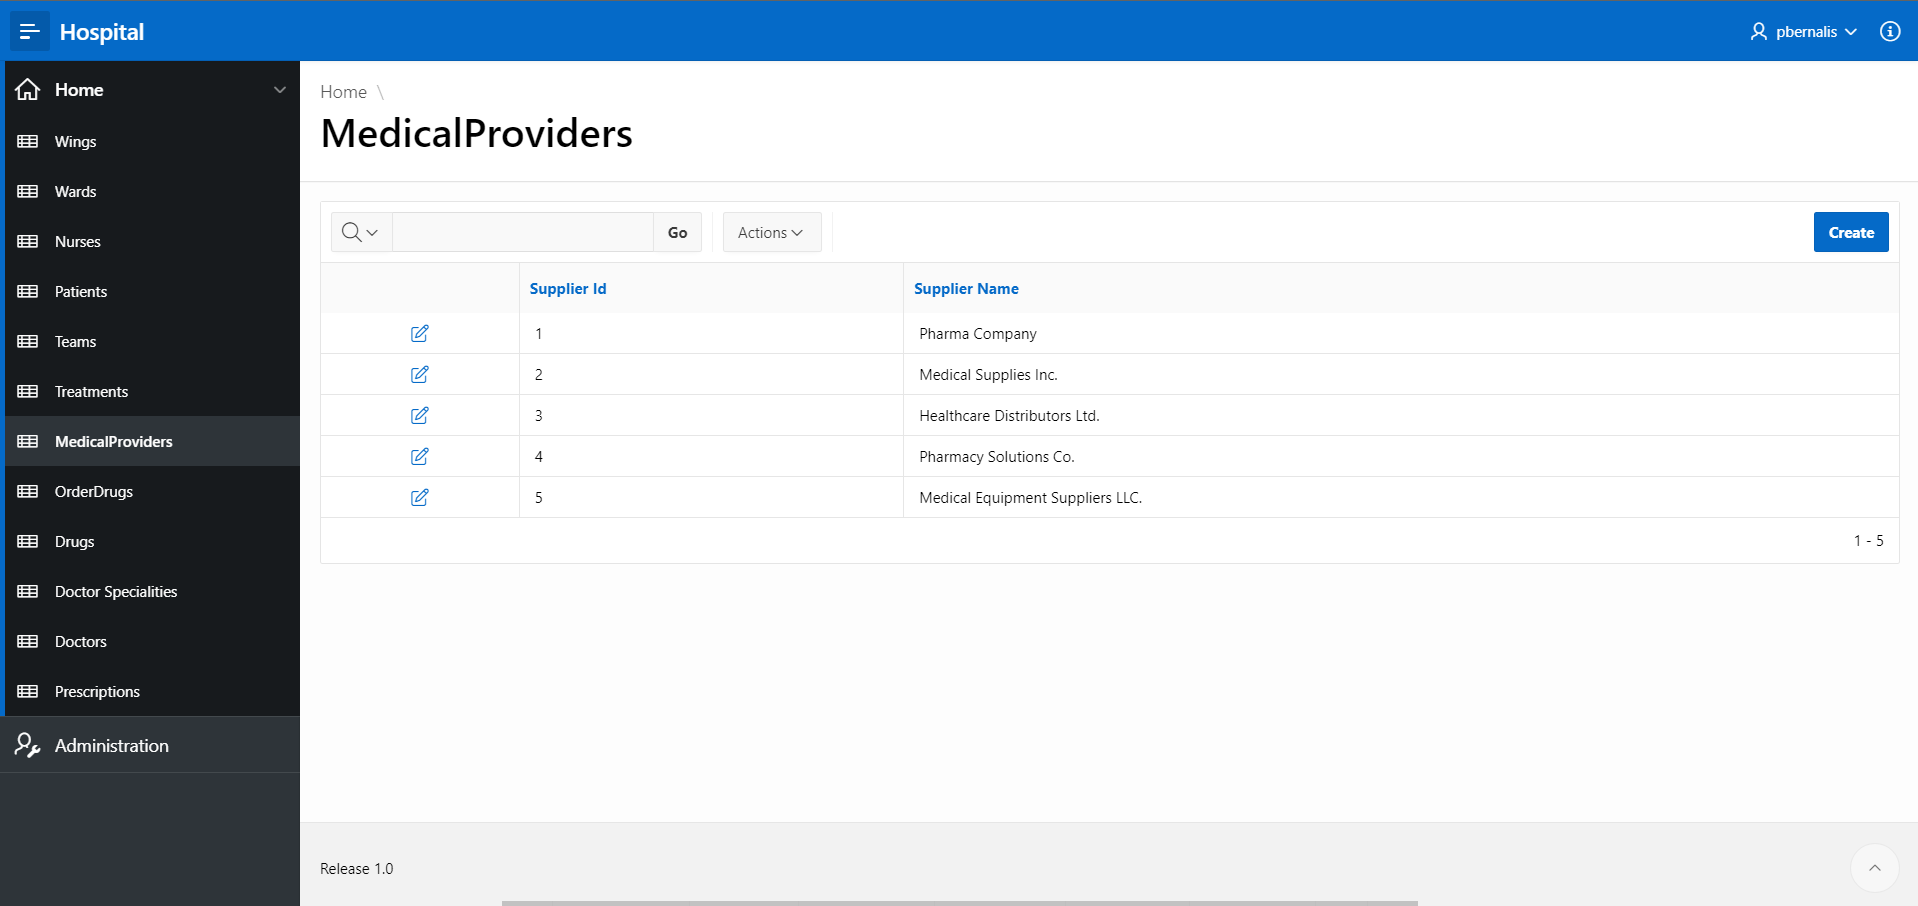 Hospital
pbernalis
Home
Wings
Wards
Nurses
Patients
Teams
Treatments
MedicalProviders
OrderDrugs
Drugs
Doctor Specialities
Doctors
Prescriptions
Administration
Home \
MedicalProviders
Go Actions Create
Supplier Id Supplier Name
1 Pharma Company
2 Medical Supplies Inc.
3 Healthcare Distributors Ltd.
4 Pharmacy Solutions Co.
5 Medical Equipment Suppliers LLC.
1 - 5
Release 1.0